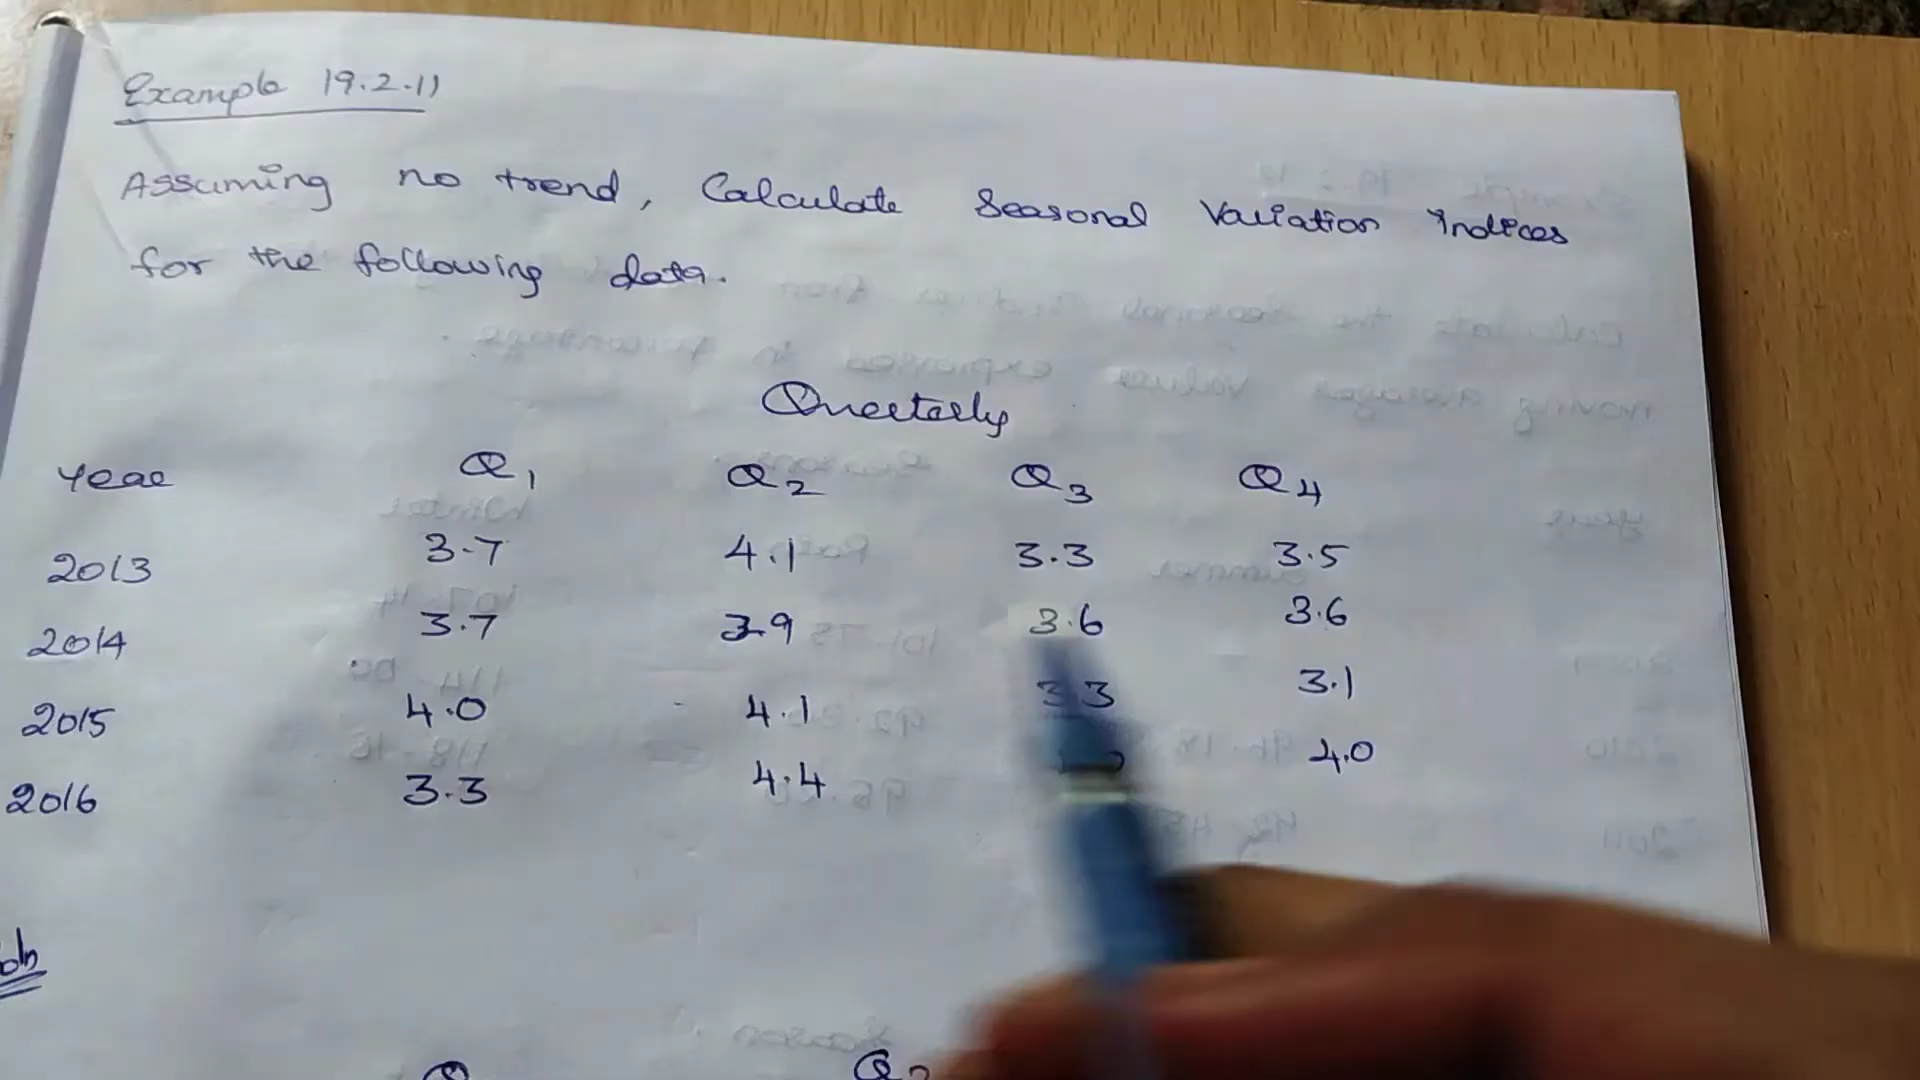 Example 19.2.11
Assuming no trend, Calculate Seasonal Variation Indices
for the following data.
Quarterly
Year Q1 Q2 Q3 Q4
2013 3.7 4.1 3.3 3.5
2014 3.7 3.9 3.6 3.6
2015 4.0 4.1 3.3 3.1
2016 3.3 4.4 4.0
Soln
Q2